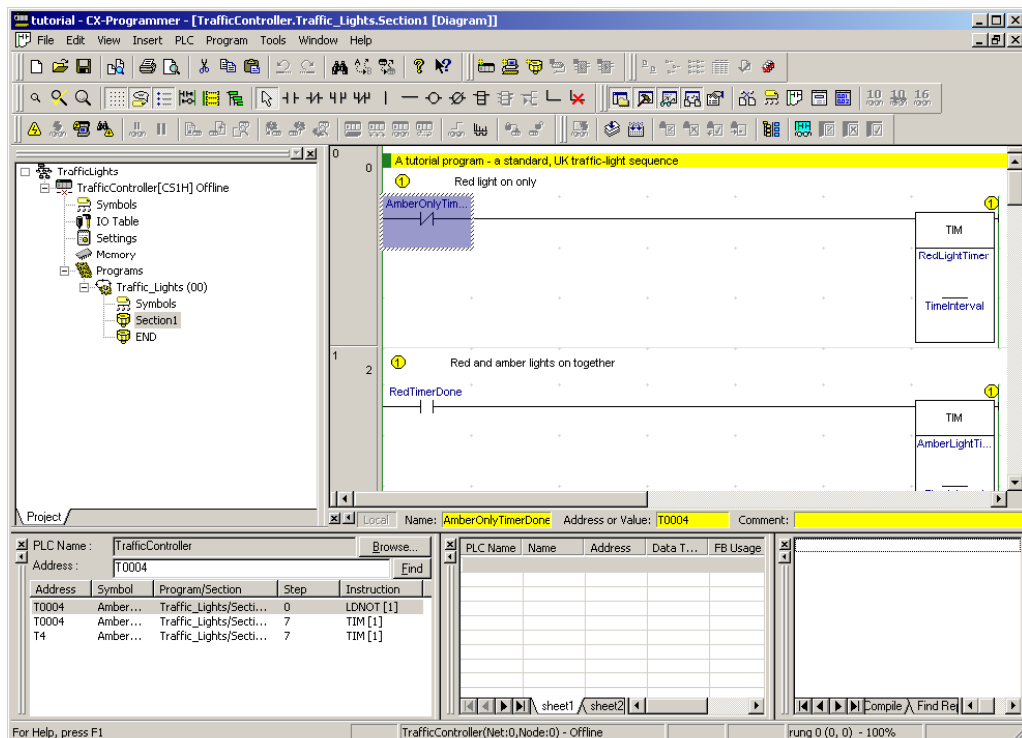 tutorial - CX-Programmer - [TrafficController.Traffic_Lights.Section1 [Diagram]]
File Edit View Insert PLC Program Tools Window Help
10 10 16
TrafficLights
TrafficController[CS1H] Offline
Symbols
IO Table
Settings
Memory
Programs
Traffic_Lights (00)
Symbols
Section1
END
Project
0
0
A tutorial program - a standard, UK traffic-light sequence
1 Red light on only
AmberOnlyTim...
1
TIM
RedLightTimer
TimeInterval
1
2
1 Red and amber lights on together
RedTimerDone
1
TIM
AmberLightTi...
Local Name: AmberOnlyTimerDone Address or Value: T0004 Comment:
PLC Name : TrafficController Browse...
Address : T0004 Find
Address Symbol Program/Section Step Instruction
T0004 Amber... Traffic_Lights/Secti... 0 LDNOT [1]
T0004 Amber... Traffic_Lights/Secti... 7 TIM [1]
T4 Amber... Traffic_Lights/Secti... 7 TIM [1]
PLC Name Name Address Data T... FB Usage
sheet1 sheet2
Compile Find Rep
For Help, press F1 TrafficController(Net:0,Node:0) - Offline rung 0 (0, 0) - 100%